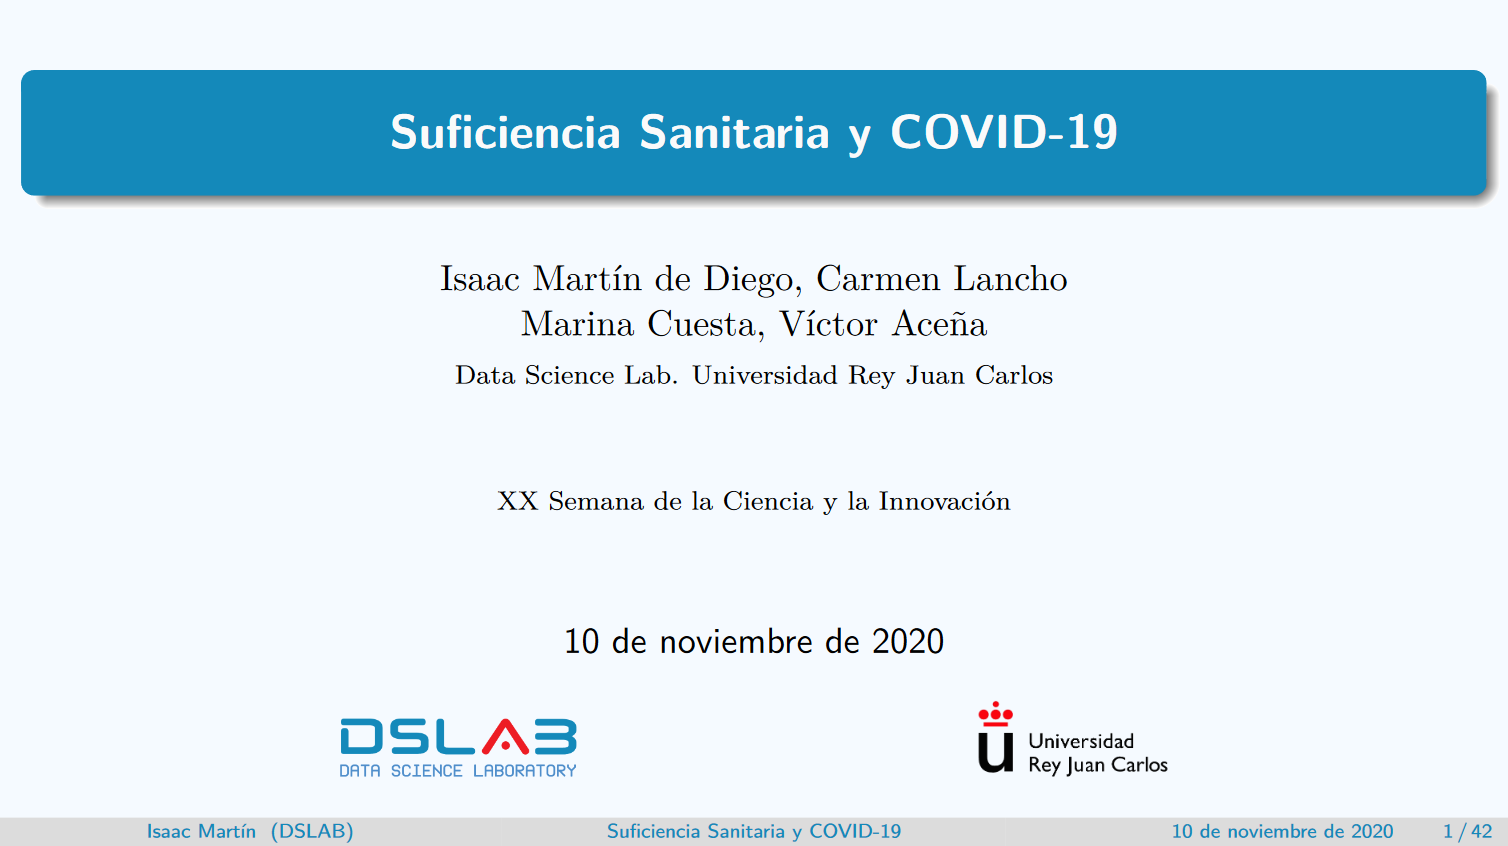 Suficiencia Sanitaria y COVID-19
Isaac Martín de Diego, Carmen Lancho
Marina Cuesta, Víctor Aceña
Data Science Lab. Universidad Rey Juan Carlos
XX Semana de la Ciencia y la Innovación
10 de noviembre de 2020
DSLAB
DATA SCIENCE LABORATORY
u
Universidad
Rey Juan Carlos
Isaac Martín (DSLAB) Suficiencia Sanitaria y COVID-19 10 de noviembre de 2020 1 / 42